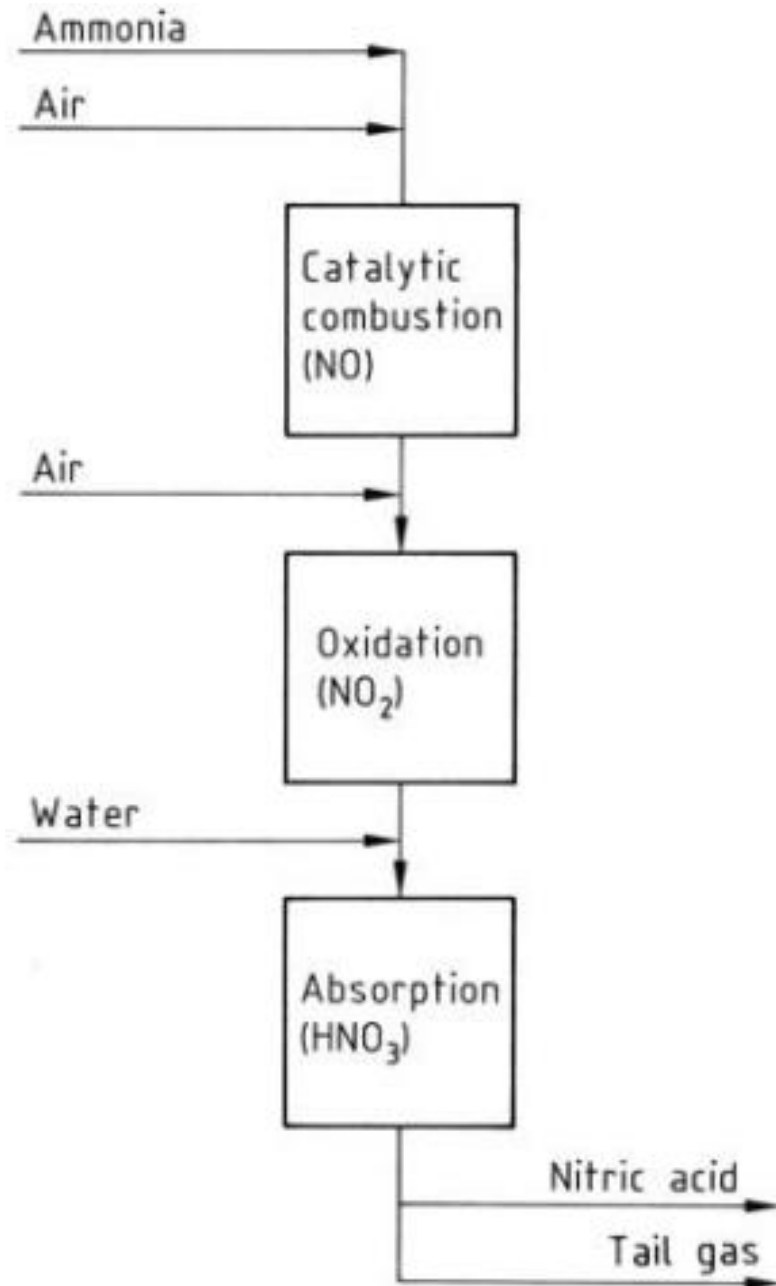 Ammonia
Air
Catalytic
combustion
(NO)
Air
Oxidation
(NO₂)
Water
Absorption
(HNO₃)
Nitric acid
Tail gas